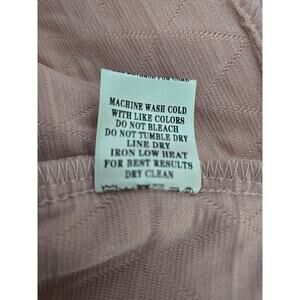 MACHINE WASH COLD
WITH LIKE COLORS
DO NOT BLEACH
DO NOT TUMBLE DRY
LINE DRY
IRON LOW HEAT
FOR BEST RESULTS
DRY CLEAN